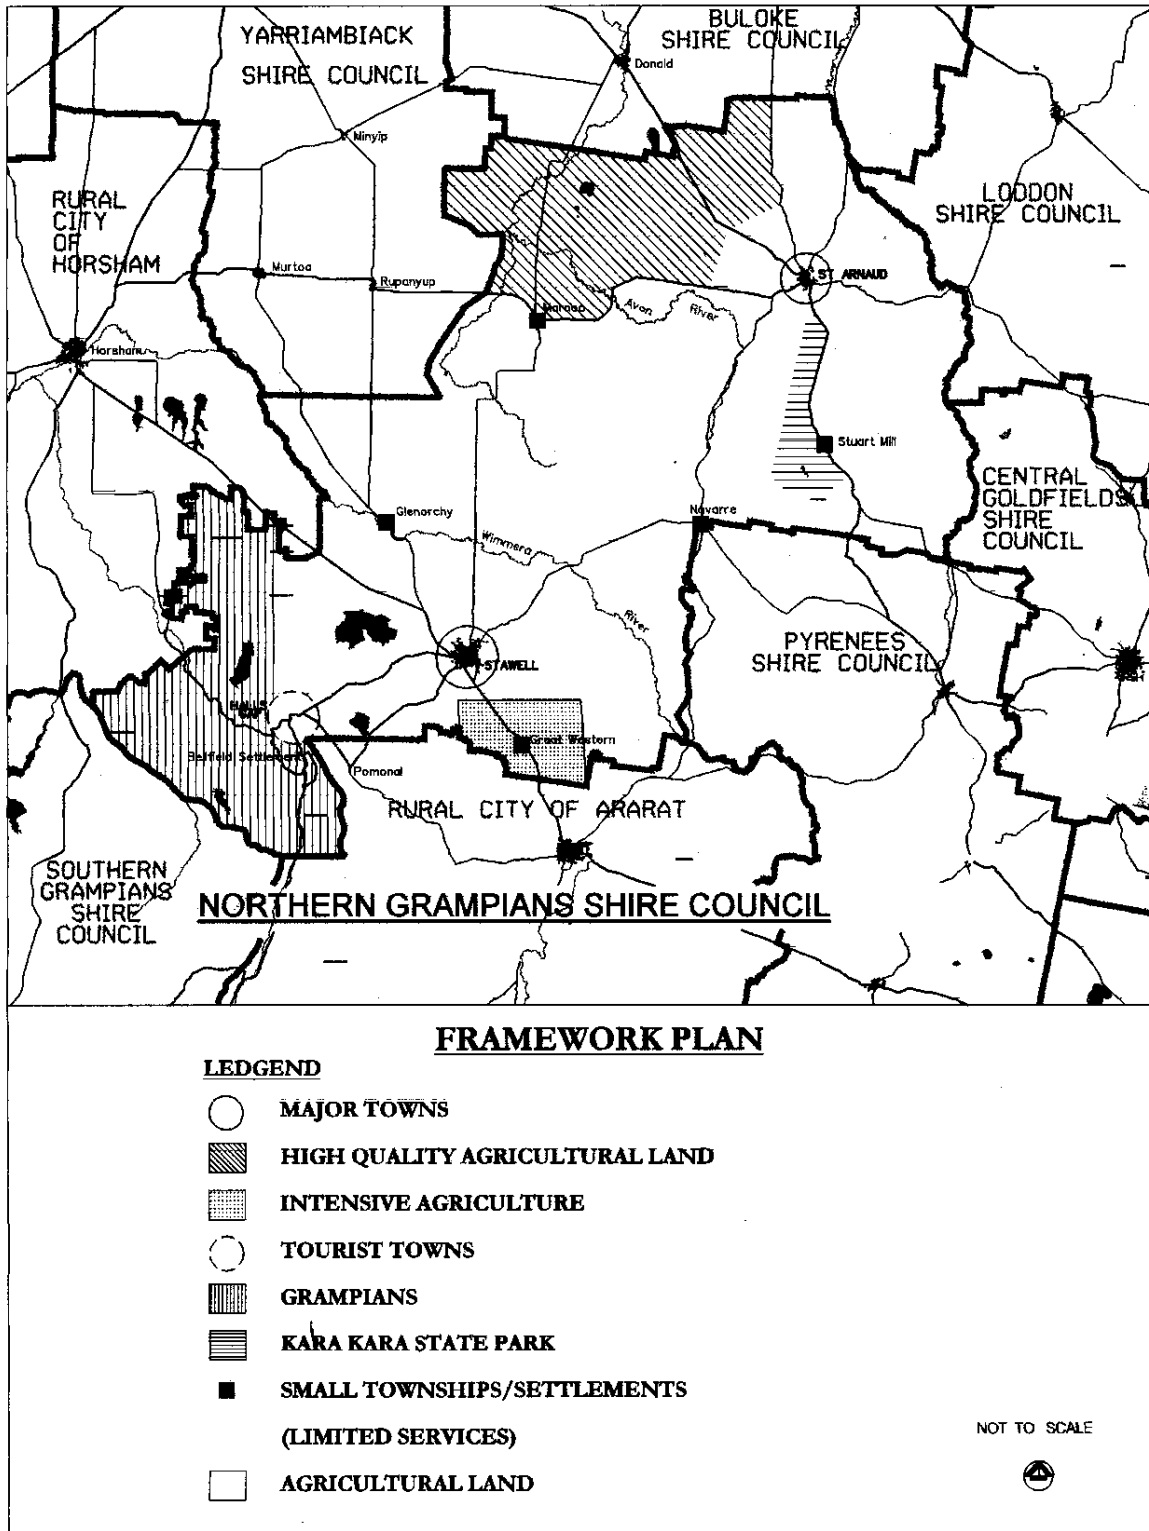 YARRIAMBIACK
SHIRE COUNCIL
BULOKE
SHIRE COUNCIL
Donald
Minyip
RURAL
CITY
OF
HORSHAM
LODDON
SHIRE COUNCIL
Murtoa
Rupanyup
ST ARNAUD
Marnoo
Avon
River
Horsham
Stuart Mill
CENTRAL
GOLDFIELDS
SHIRE
COUNCIL
Glenorchy
Navarre
Wimmera
River
PYRENEES
SHIRE COUNCIL
STAWELL
HALLS
GAP
Great Western
Bellfield Settlement
Pomonal
RURAL CITY OF ARARAT
SOUTHERN
GRAMPIANS
SHIRE
COUNCIL
NORTHERN GRAMPIANS SHIRE COUNCIL
FRAMEWORK PLAN
LEDGEND
MAJOR TOWNS
HIGH QUALITY AGRICULTURAL LAND
INTENSIVE AGRICULTURE
TOURIST TOWNS
GRAMPIANS
KARA KARA STATE PARK
SMALL TOWNSHIPS/SETTLEMENTS
(LIMITED SERVICES)
AGRICULTURAL LAND
NOT TO SCALE